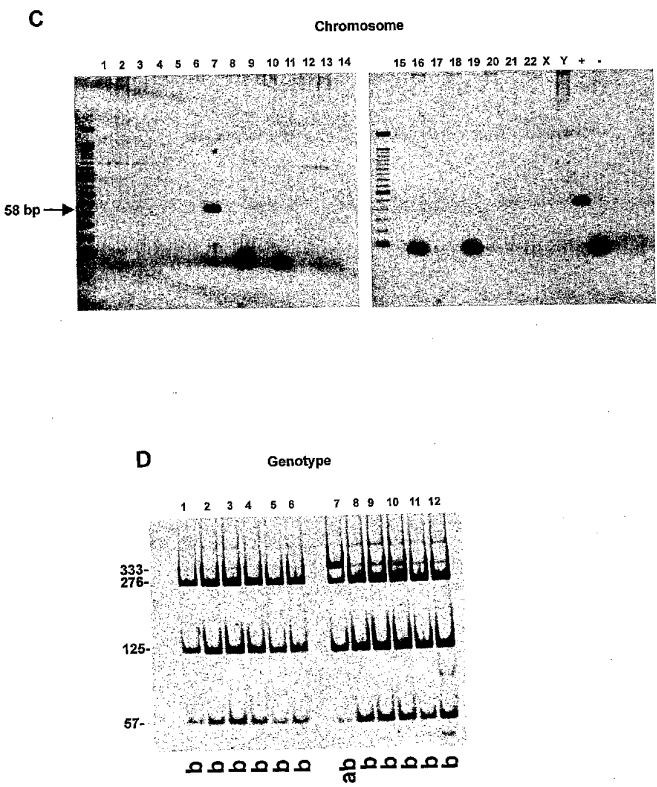 C
Chromosome
1 2 3 4 5 6 7 8 9 10 11 12 13 14 15 16 17 18 19 20 21 22 X Y + -
58 bp
D
Genotype
1 2 3 4 5 6 7 8 9 10 11 12
333-
276-
125-
57-
b b b b b b ab b b b b b